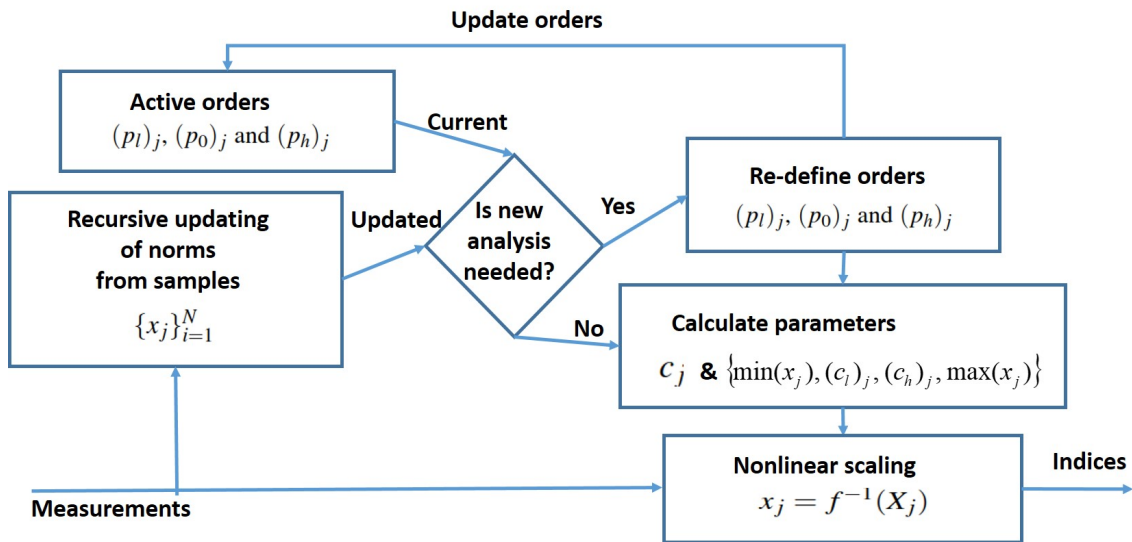 Update orders
Active orders
(p_l)_j, (p_0)_j and (p_h)_j
Current
Recursive updating
of norms
from samples
{x_j}_{i=1}^N
Updated
Is new
analysis
needed?
Yes
No
Re-define orders
(p_l)_j, (p_0)_j and (p_h)_j
Calculate parameters
c_j & {min(x_j), (c_l)_j, (c_h)_j, max(x_j)}
Nonlinear scaling
x_j = f^{-1}(X_j)
Measurements
Indices